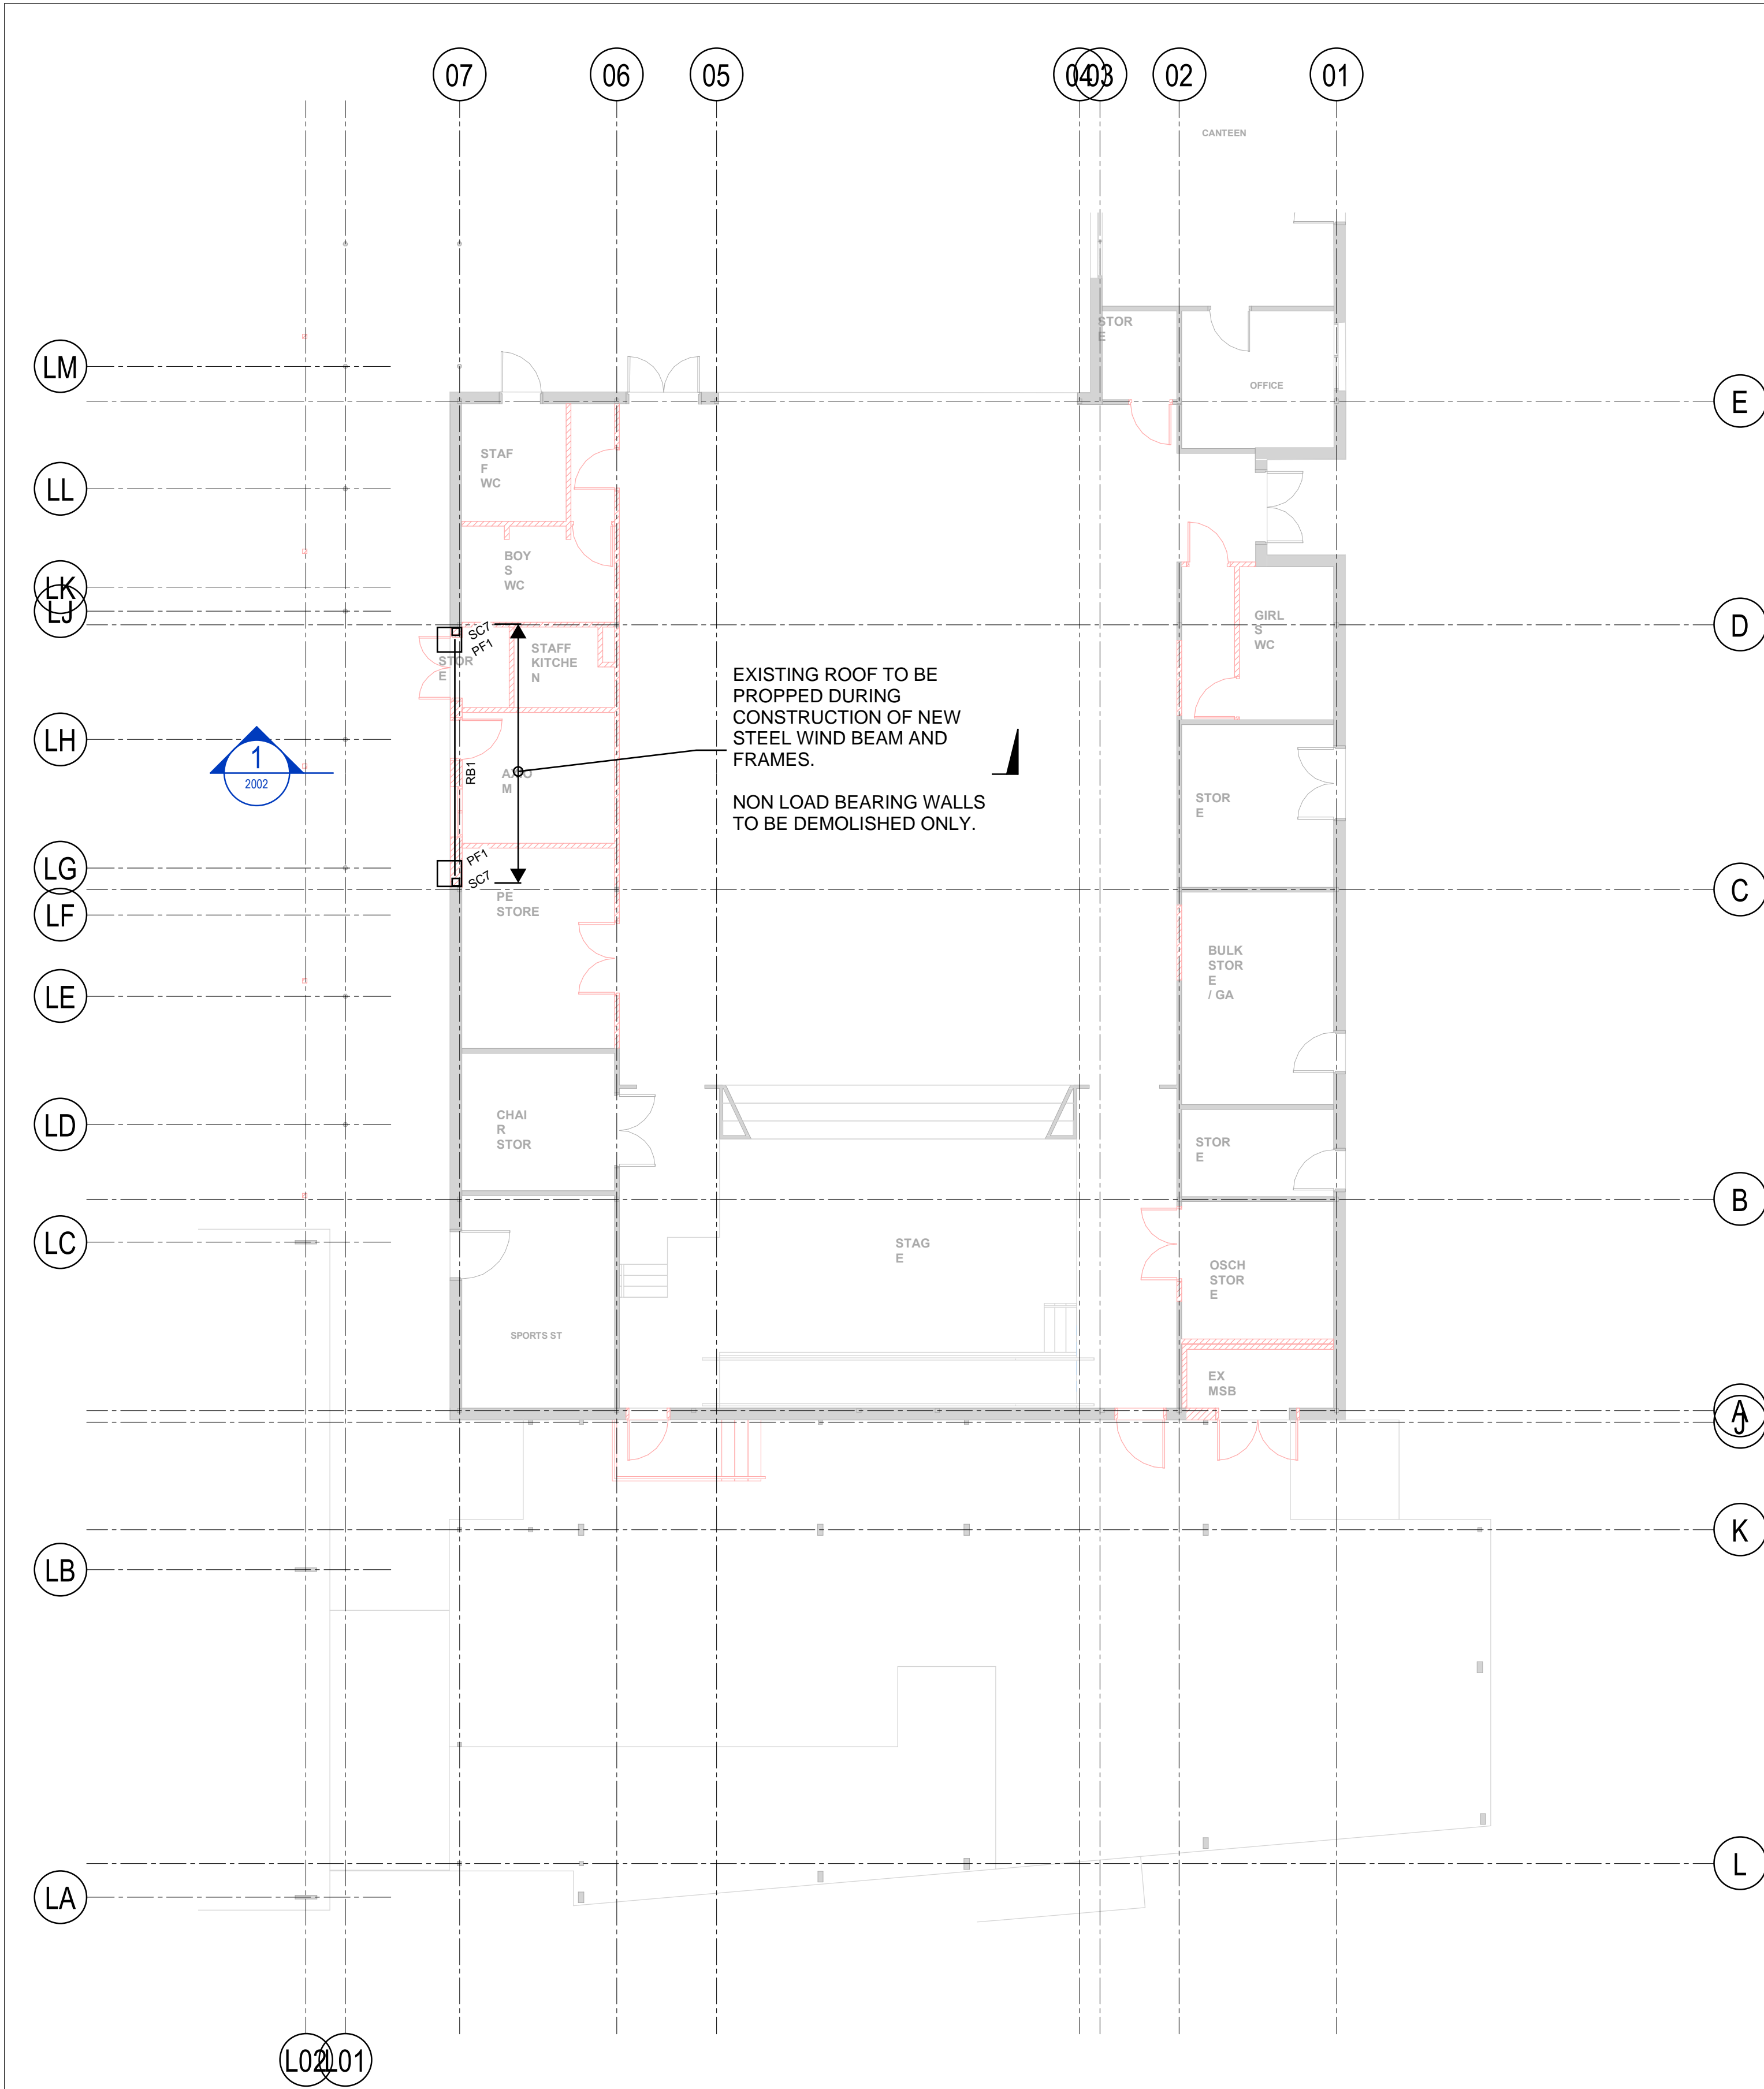 07
06
05
04
03
02
01
CANTEEN
STOR
E
OFFICE
LM
E
STAF
F
WC
LL
BOY
S
WC
LK
LJ
D
GIRL
S
WC
SC7
PF1
STOR
E
STAFF
KITCHE
N
EXISTING ROOF TO BE
PROPPED DURING
CONSTRUCTION OF NEW
STEEL WIND BEAM AND
FRAMES.
NON LOAD BEARING WALLS
TO BE DEMOLISHED ONLY.
LH
1
2002
RB1
M
STOR
E
LG
PF1
SC7
C
PE
STORE
LF
BULK
STOR
E
/ GA
LE
CHAI
R
STOR
LD
STOR
E
B
LC
STAG
E
OSCH
STOR
E
SPORTS ST
EX
MSB
A
J
K
LB
L
LA
L02
L01